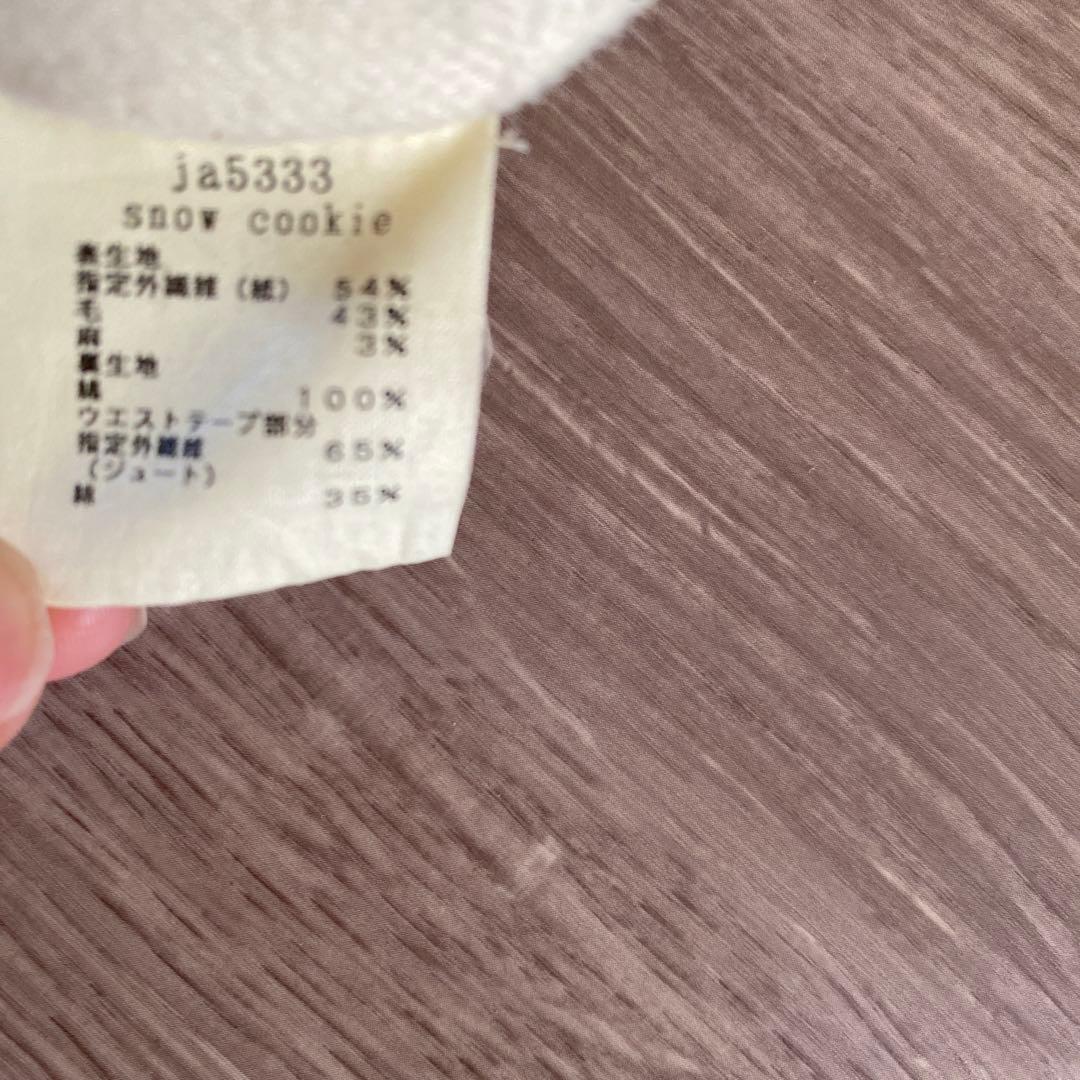 ja5333
snow cookie
表生地
指定外繊維（紙） 54%
毛 43%
麻 3%
裏生地
綿 100%
ウエストテープ部分
指定外繊維 65%
（ジュート）
綿 35%